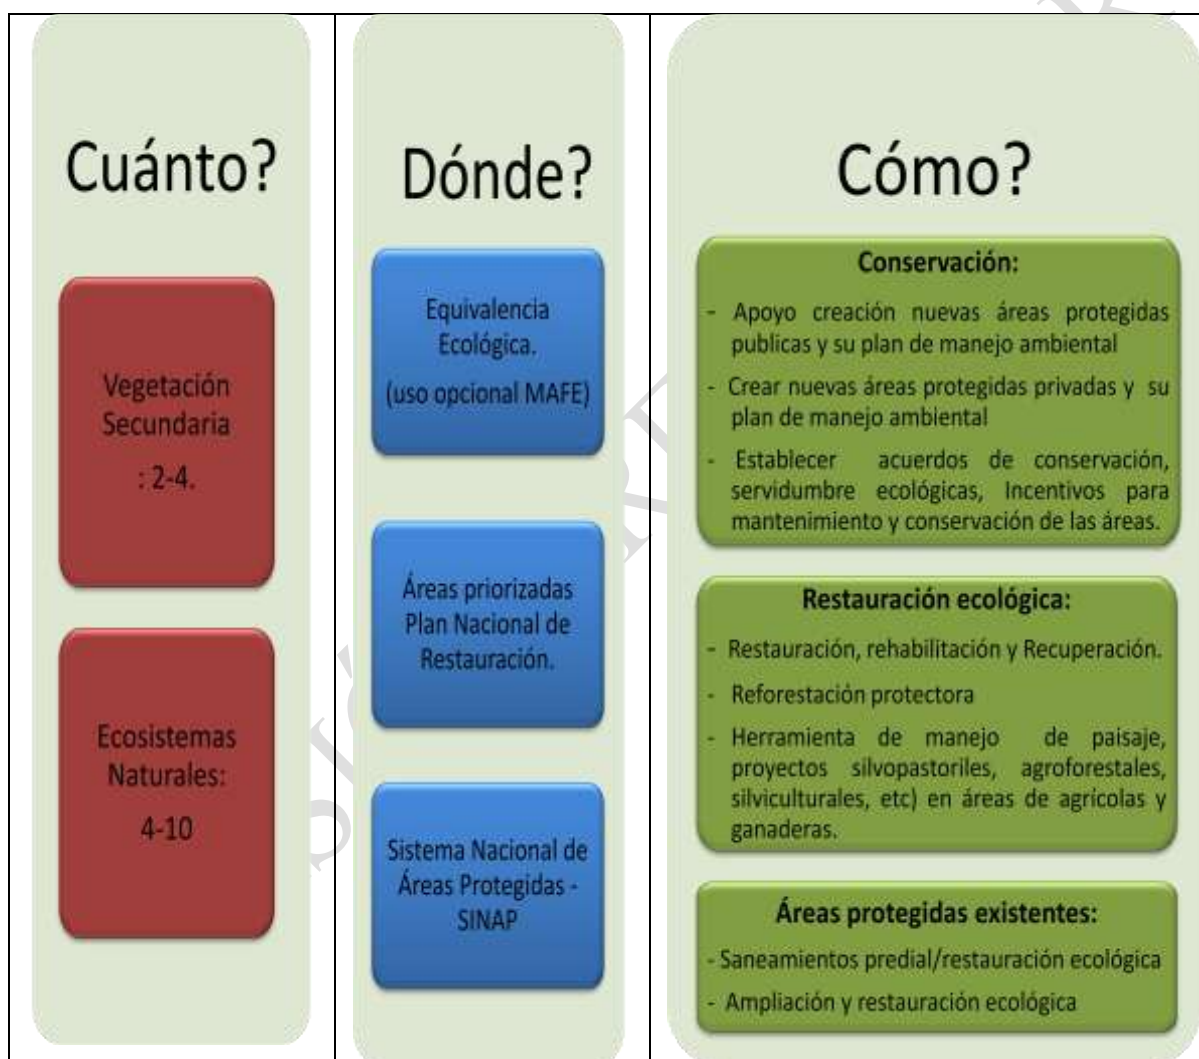 Cuánto?
Vegetación
Secundaria
: 2-4.
Ecosistemas
Naturales:
4-10
Dónde?
Equivalencia
Ecológica.
(uso opcional MAFE)
Áreas priorizadas
Plan Nacional de
Restauración.
Sistema Nacional de
Áreas Protegidas -
SINAP
Cómo?
Conservación:
- Apoyo creación nuevas áreas protegidas
publicas y su plan de manejo ambiental
- Crear nuevas áreas protegidas privadas y su
plan de manejo ambiental
- Establecer acuerdos de conservación,
servidumbre ecológicas, Incentivos para
mantenimiento y conservación de las áreas.
Restauración ecológica:
- Restauración, rehabilitación y Recuperación.
- Reforestación protectora
- Herramienta de manejo de paisaje,
proyectos silvopastoriles, agroforestales,
silviculturales, etc) en áreas de agrícolas y
ganaderas.
Áreas protegidas existentes:
- Saneamientos predial/restauración ecológica
- Ampliación y restauración ecológica